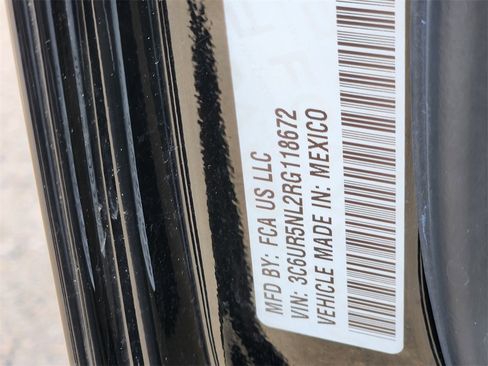 MFD BY: FCA US LLC
VIN: 3C6UR5NL2RG118672
VEHICLE MADE IN: MEXICO